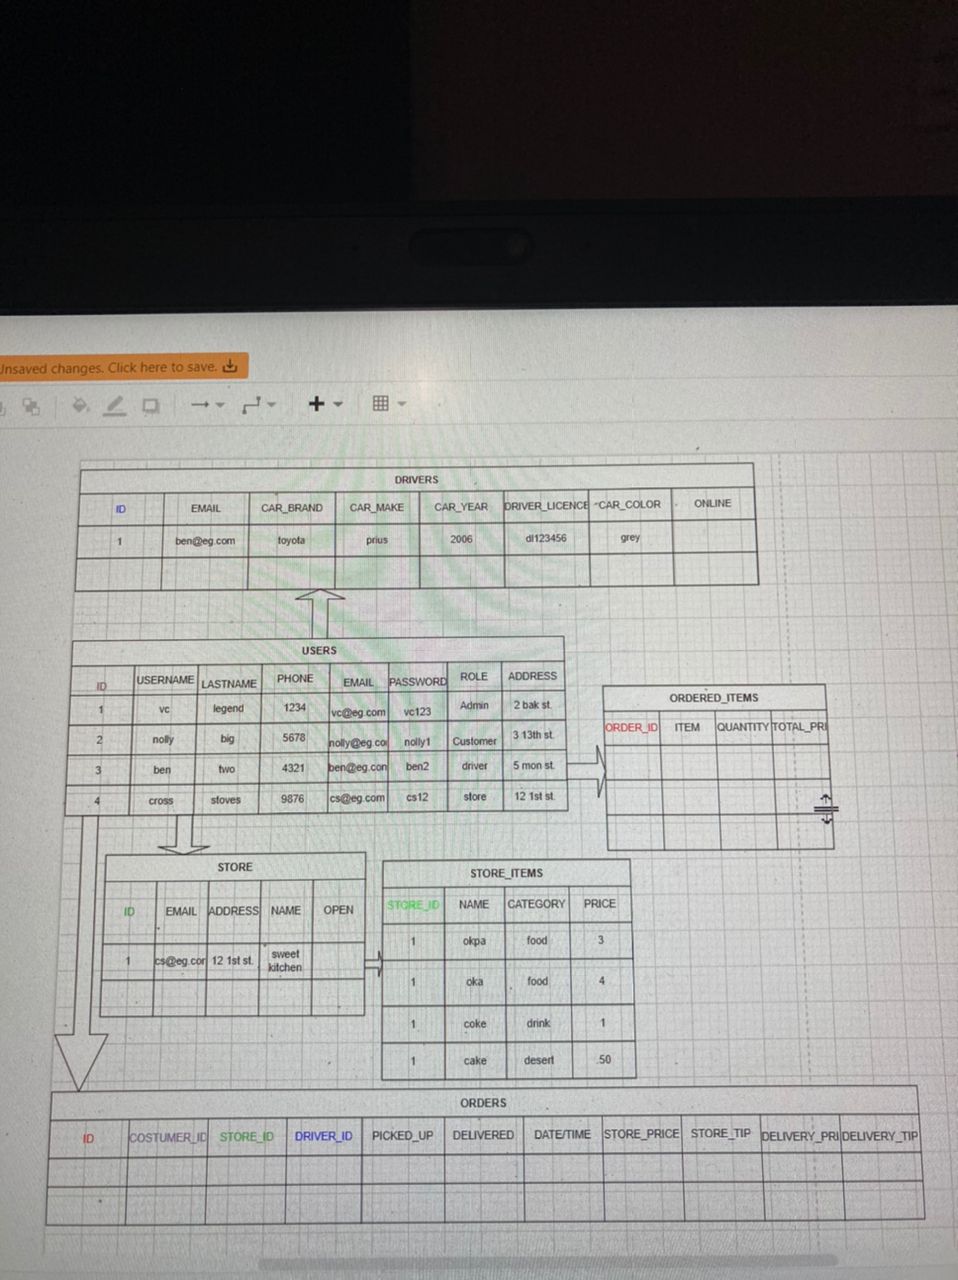 Unsaved changes. Click here to save.
DRIVERS
ID EMAIL CAR_BRAND CAR_MAKE CAR_YEAR DRIVER_LICENCE CAR_COLOR ONLINE
1 ben@eg.com toyota prius 2006 dl123456 grey
USERS
ID USERNAME LASTNAME PHONE EMAIL PASSWORD ROLE ADDRESS
1 vc legend 1234 vc@eg.com vc123 Admin 2 bak st.
2 nolly big 5678 nolly@eg.co nolly1 Customer 3 13th st.
3 ben two 4321 ben@eg.con ben2 driver 5 mon st.
4 cross stoves 9876 cs@eg.com cs12 store 12 1st st.
ORDERED_ITEMS
ORDER_ID ITEM QUANTITY TOTAL_PRI
STORE
ID EMAIL ADDRESS NAME OPEN
1 cs@eg.cor 12 1st st. sweet
kitchen
STORE_ITEMS
STORE_ID NAME CATEGORY PRICE
1 okpa food 3
1 oka food 4
1 coke drink 1
1 cake desert .50
ORDERS
ID COSTUMER_ID STORE_ID DRIVER_ID PICKED_UP DELIVERED DATE/TIME STORE_PRICE STORE_TIP DELIVERY_PRI DELIVERY_TIP